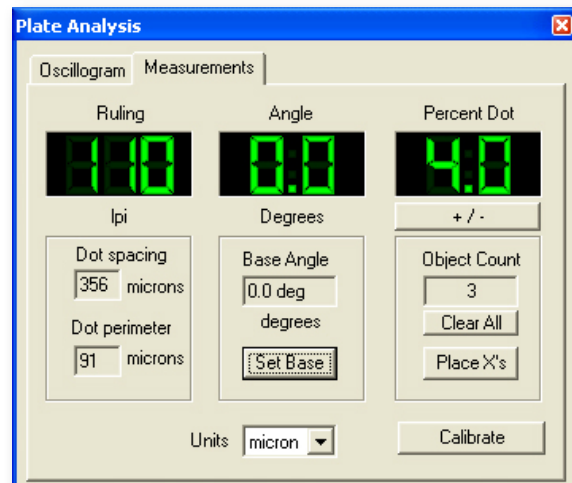 Plate Analysis
Oscillogram Measurements
Ruling Angle Percent Dot
110 0.0 4.0
lpi Degrees + / -
Dot spacing
356 microns
Dot perimeter
91 microns
Base Angle
0.0 deg
degrees
Set Base
Object Count
3
Clear All
Place X's
Units micron
Calibrate